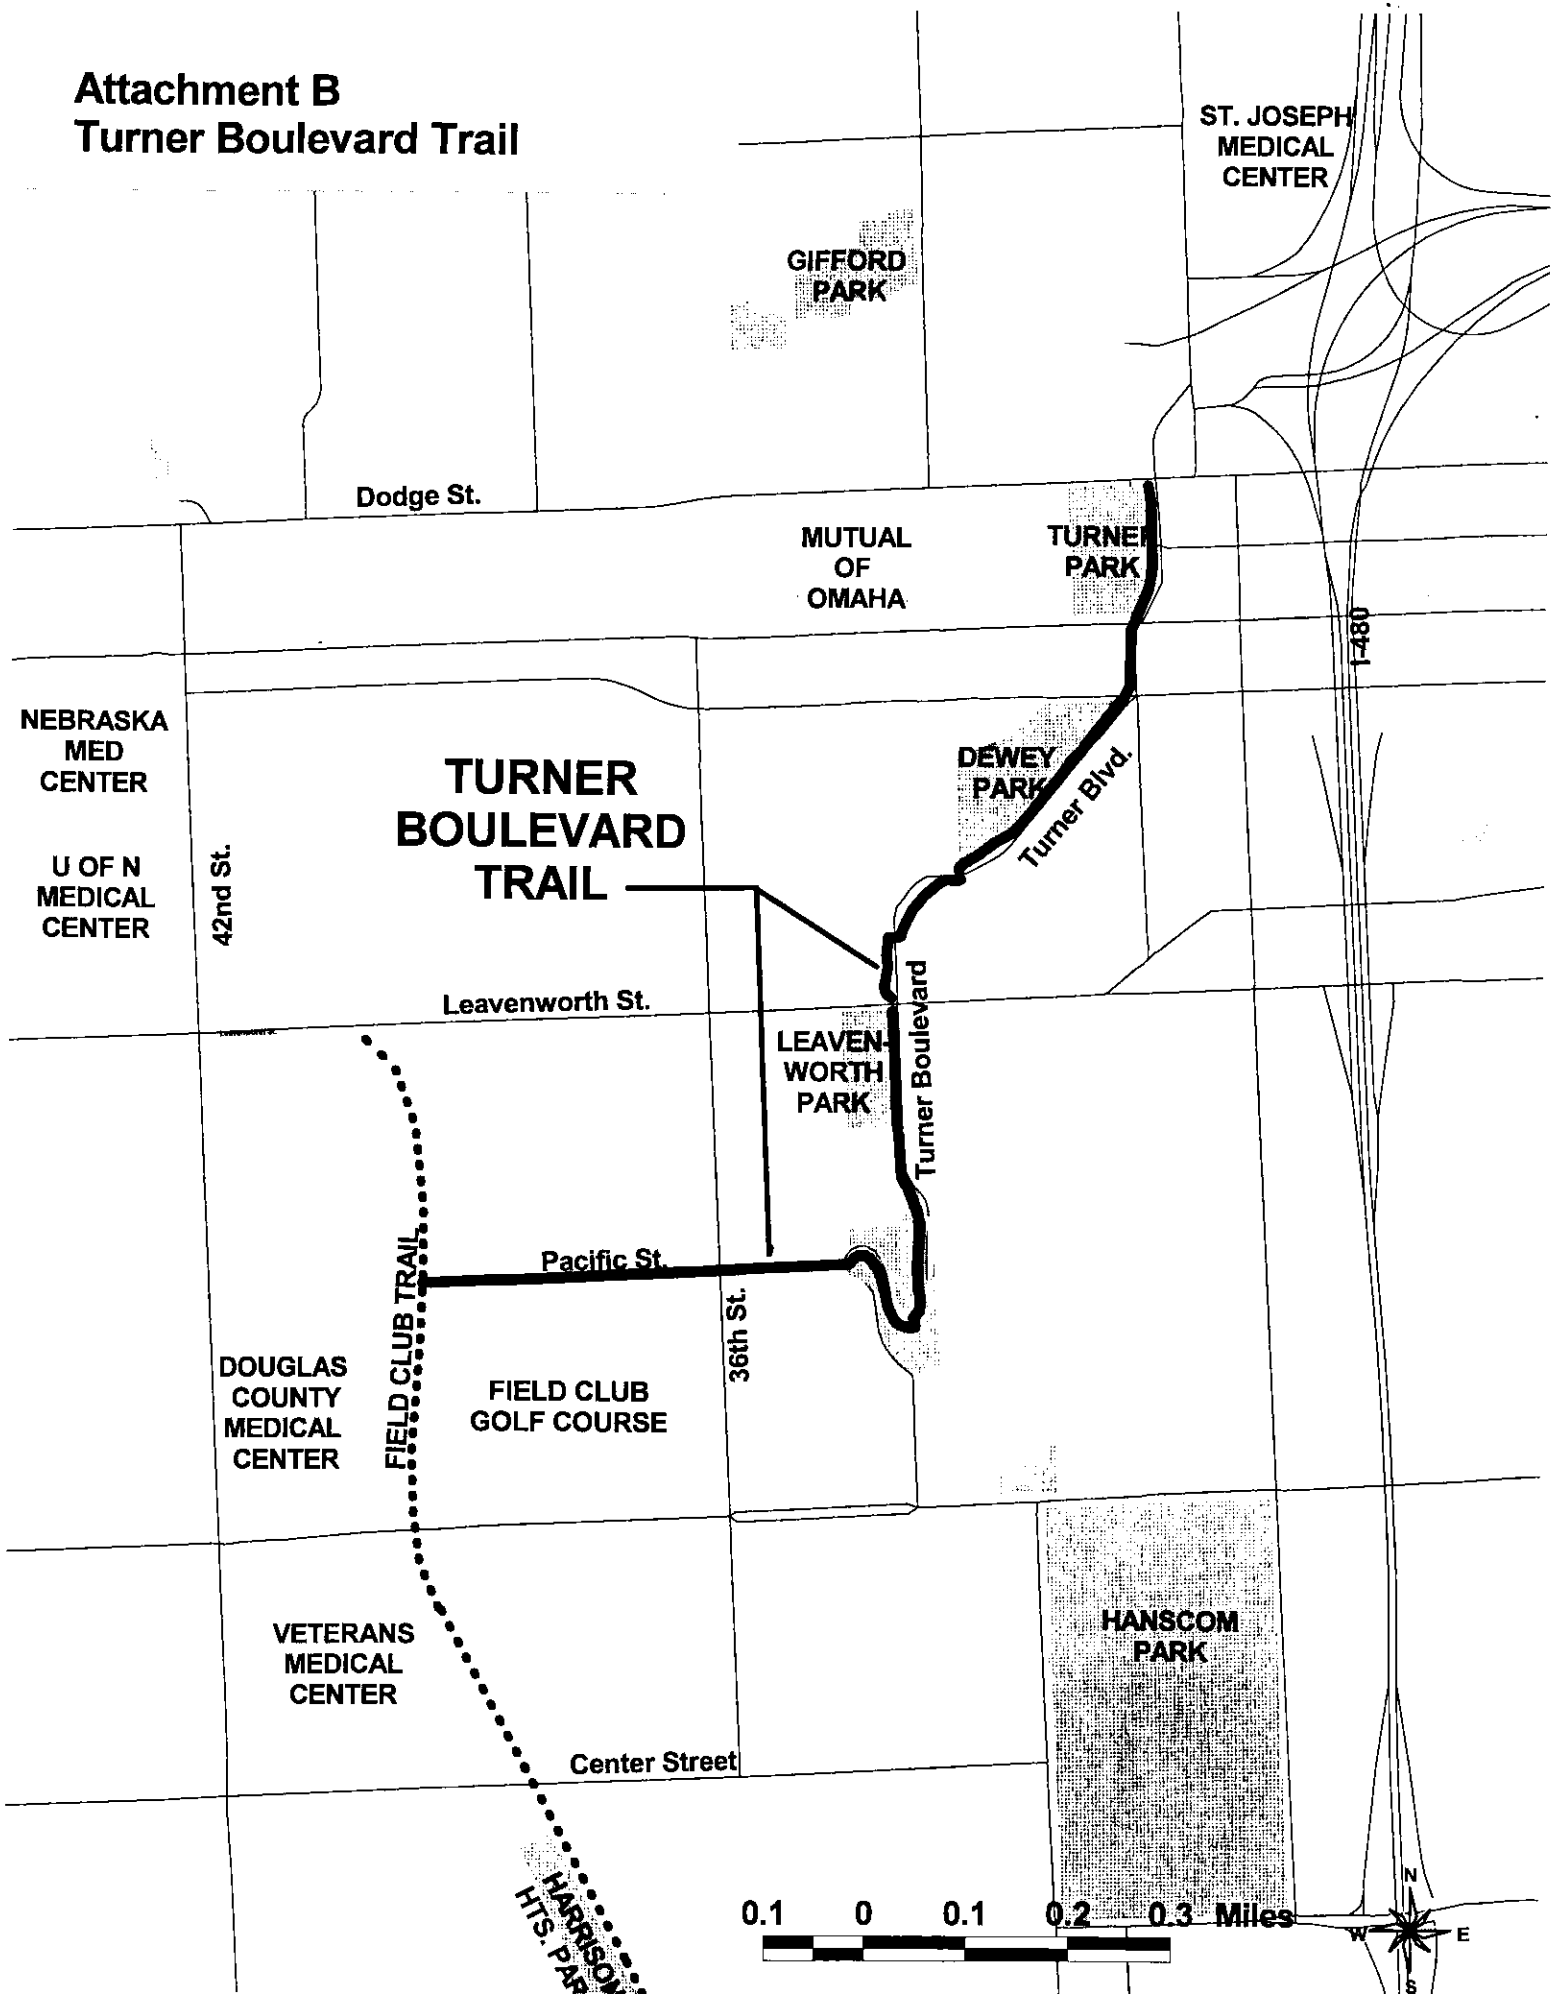 Attachment B
Turner Boulevard Trail
ST. JOSEPH
MEDICAL
CENTER
GIFFORD
PARK
Dodge St.
MUTUAL
OF
OMAHA
TURNER
PARK
I-480
NEBRASKA
MED
CENTER
TURNER
BOULEVARD
TRAIL
DEWEY
PARK
Turner Blvd.
U OF N
MEDICAL
CENTER
42nd St.
Leavenworth St.
Turner Boulevard
LEAVEN-
WORTH
PARK
Pacific St.
FIELD CLUB TRAIL
36th St.
DOUGLAS
COUNTY
MEDICAL
CENTER
FIELD CLUB
GOLF COURSE
HANSCOM
PARK
VETERANS
MEDICAL
CENTER
Center Street
HARRISON
HTS. PAR
0.1 0 0.1 0.2 0.3 Miles
N
W E
S